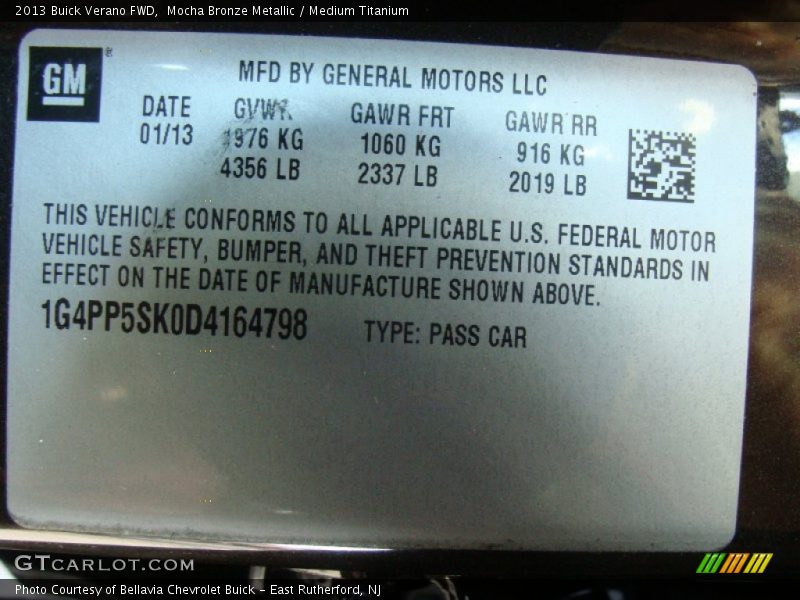 2013 Buick Verano FWD, Mocha Bronze Metallic / Medium Titanium
GM
MFD BY GENERAL MOTORS LLC
DATE GVWR GAWR FRT GAWR RR
01/13 1976 KG 1060 KG 916 KG
4356 LB 2337 LB 2019 LB
THIS VEHICLE CONFORMS TO ALL APPLICABLE U.S. FEDERAL MOTOR
VEHICLE SAFETY, BUMPER, AND THEFT PREVENTION STANDARDS IN
EFFECT ON THE DATE OF MANUFACTURE SHOWN ABOVE.
1G4PP5SK0D4164798 TYPE: PASS CAR
GTCARLOT.COM
Photo Courtesy of Bellavia Chevrolet Buick - East Rutherford, NJ